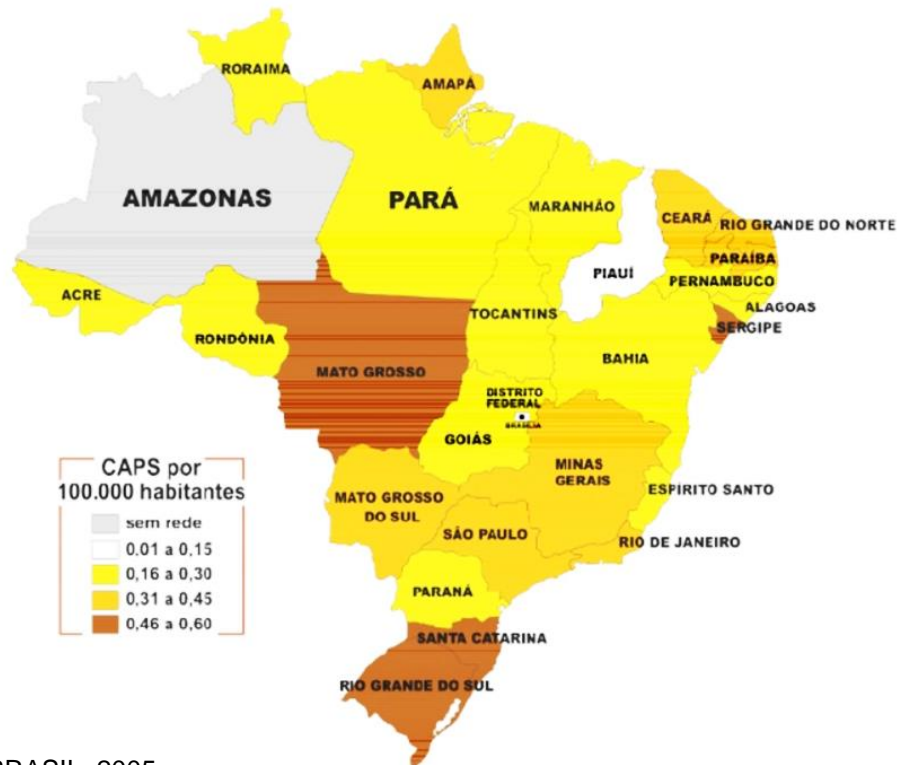 RORAIMA
AMAPÁ
AMAZONAS
PARÁ
MARANHÃO
CEARÁ
RIO GRANDE DO NORTE
PARAÍBA
PIAUÍ
PERNAMBUCO
ACRE
ALAGOAS
TOCANTINS
SERGIPE
RONDÔNIA
BAHIA
MATO GROSSO
DISTRITO
FEDERAL
BRASÍLIA
GOIÁS
MINAS
GERAIS
ESPÍRITO SANTO
MATO GROSSO
DO SUL
SÃO PAULO
RIO DE JANEIRO
PARANÁ
SANTA CATARINA
RIO GRANDE DO SUL
CAPS por
100.000 habitantes
sem rede
0.01 a 0,15
0,16 a 0,30
0,31 a 0,45
0,46 a 0,60